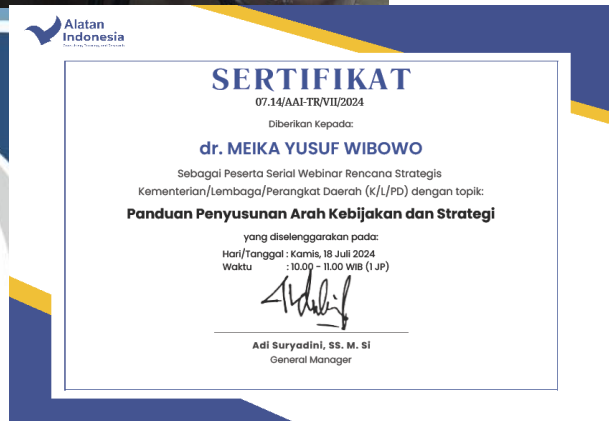 Alatan
Indonesia
SERTIFIKAT
07.14/AAI-TR/VII/2024
Diberikan Kepada:
dr. MEIKA YUSUF WIBOWO
Sebagai Peserta Serial Webinar Rencana Strategis
Kementerian/Lembaga/Perangkat Daerah (K/L/PD) dengan topik:
Panduan Penyusunan Arah Kebijakan dan Strategi
yang diselenggarakan pada:
Hari/Tanggal : Kamis, 18 Juli 2024
Waktu : 10.00 - 11.00 WIB (1 JP)
Adi Suryadini, SS. M. Si
General Manager